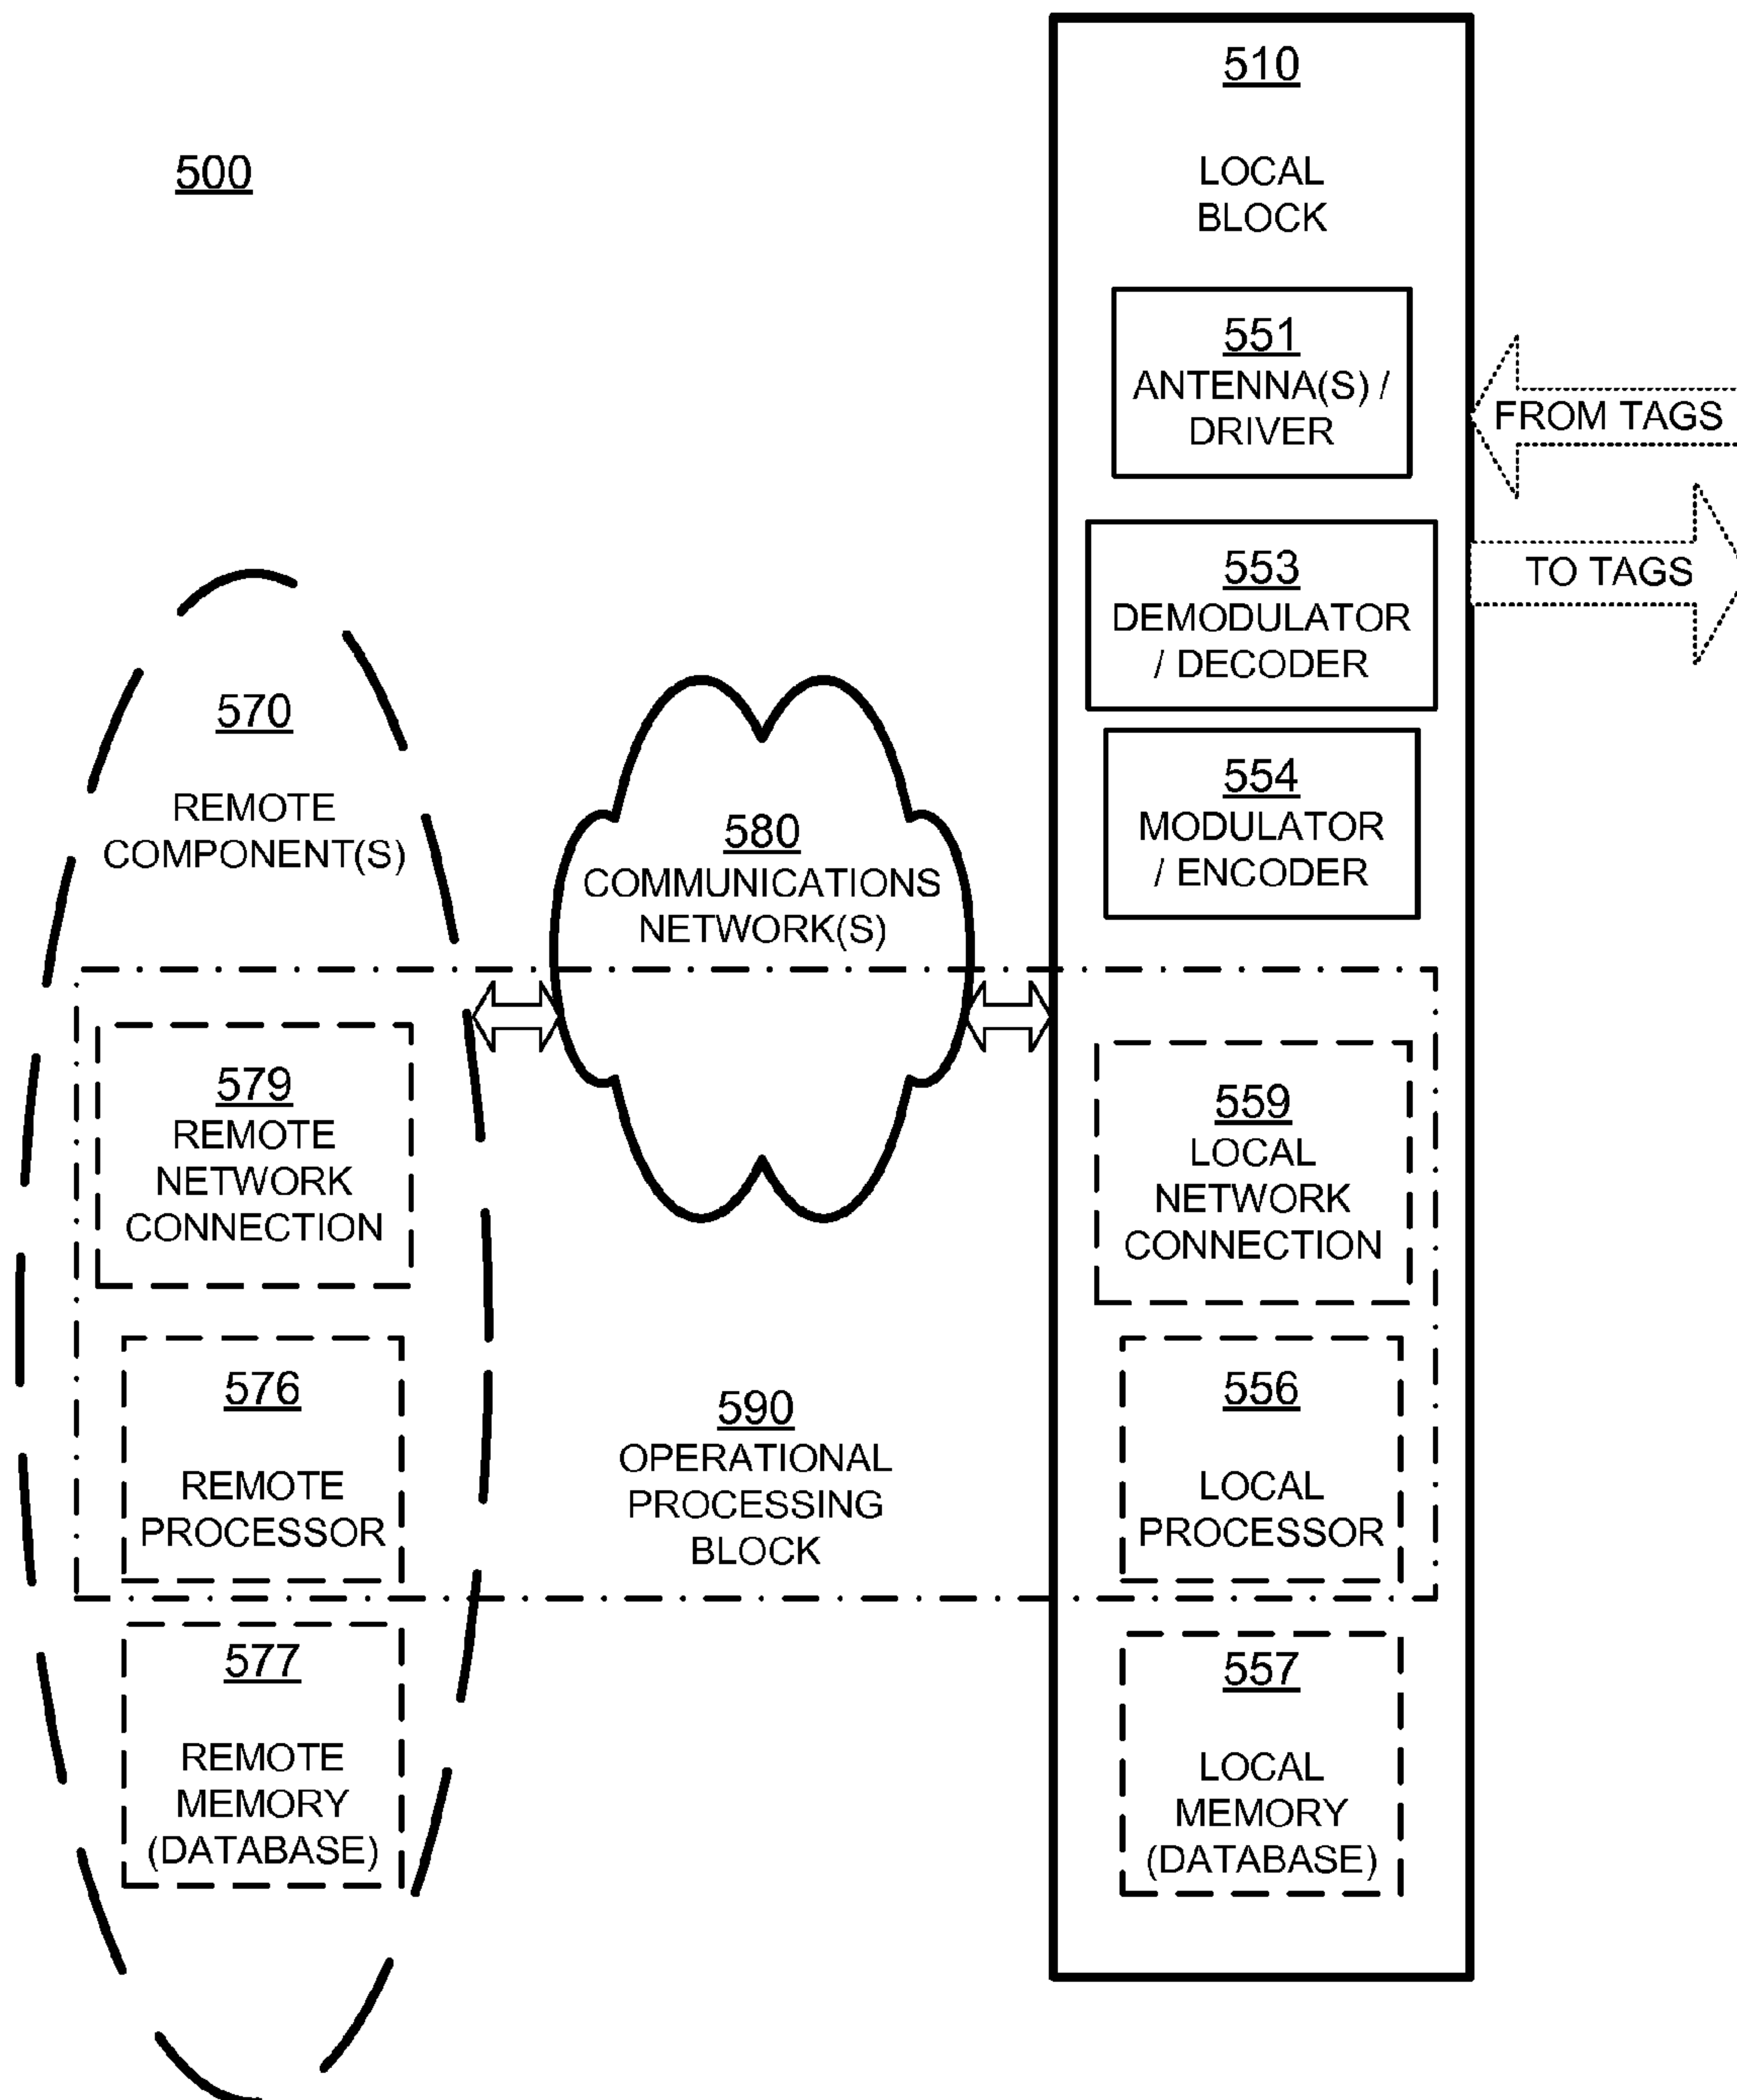 500
510
LOCAL
BLOCK
551
ANTENNA(S) /
DRIVER
FROM TAGS
TO TAGS
553
DEMODULATOR
/ DECODER
554
MODULATOR
/ ENCODER
570
REMOTE
COMPONENT(S)
580
COMMUNICATIONS
NETWORK(S)
579
REMOTE
NETWORK
CONNECTION
559
LOCAL
NETWORK
CONNECTION
576
REMOTE
PROCESSOR
590
OPERATIONAL
PROCESSING
BLOCK
556
LOCAL
PROCESSOR
577
REMOTE
MEMORY
(DATABASE)
557
LOCAL
MEMORY
(DATABASE)